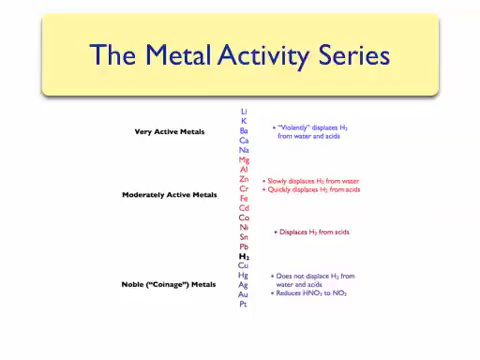 The Metal Activity Series
Li
K
Very Active Metals Ba • "Violently" displaces H₂
Ca from water and acids
Na
Mg
Al
Zn • Slowly displaces H₂ from water
Cr • Quickly displaces H₂ from acids
Moderately Active Metals Fe
Cd
Co
Ni
Sn • Displaces H₂ from acids
Pb
H₂
Cu
Hg • Does not displace H₂ from
Noble ("Coinage") Metals Ag water and acids
Au • Reduces HNO₃ to NO₂
Pt